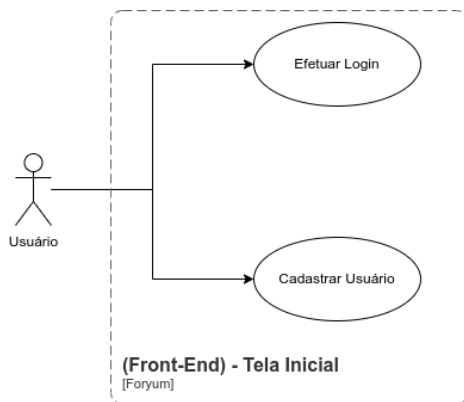 Efetuar Login
Usuário
Cadastrar Usuário
(Front-End) - Tela Inicial
[Foryum]